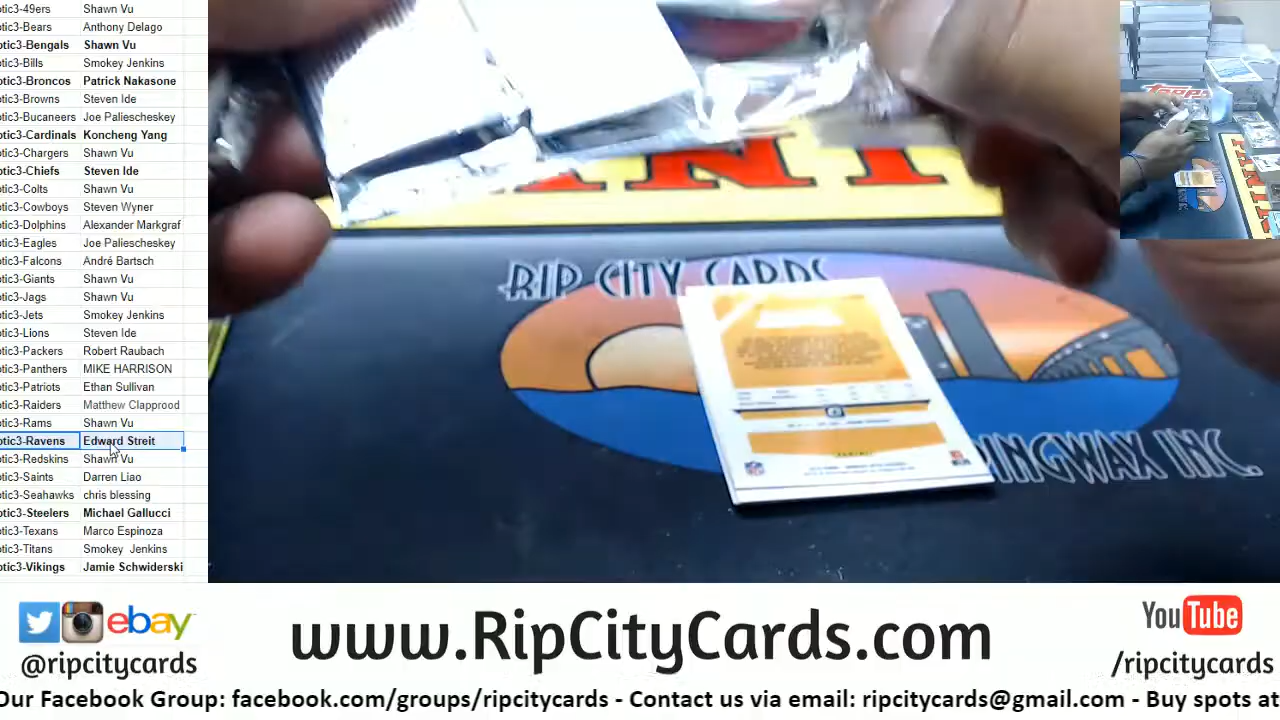 otic3-49ers Shawn Vu
otic3-Bears Anthony Delago
otic3-Bengals Shawn Vu
otic3-Bills Smokey Jenkins
otic3-Broncos Patrick Nakasone
otic3-Browns Steven Ide
otic3-Bucaneers Joe Paliescheskey
otic3-Cardinals Koncheng Yang
otic3-Chargers Shawn Vu
otic3-Chiefs Steven Ide
otic3-Colts Shawn Vu
otic3-Cowboys Steven Wyner
otic3-Dolphins Alexander Markgraf
otic3-Eagles Joe Paliescheskey
otic3-Falcons André Bartsch
otic3-Giants Shawn Vu
otic3-Jags Shawn Vu
otic3-Jets Smokey Jenkins
otic3-Lions Steven Ide
otic3-Packers Robert Raubach
otic3-Panthers MIKE HARRISON
otic3-Patriots Ethan Sullivan
otic3-Raiders Matthew Clapprood
otic3-Rams Shawn Vu
otic3-Ravens Edward Streit
otic3-Redskins Shawn Vu
otic3-Saints Darren Liao
otic3-Seahawks chris blessing
otic3-Steelers Michael Gallucci
otic3-Texans Marco Espinoza
otic3-Titans Smokey Jenkins
otic3-Vikings Jamie Schwiderski
RIP CITY CARDS
PINGWAX INC.
Topps
ebay
@ripcitycards
www.RipCityCards.com
YouTube
/ripcitycards
Our Facebook Group: facebook.com/groups/ripcitycards - Contact us via email: ripcitycards@gmail.com - Buy spots at